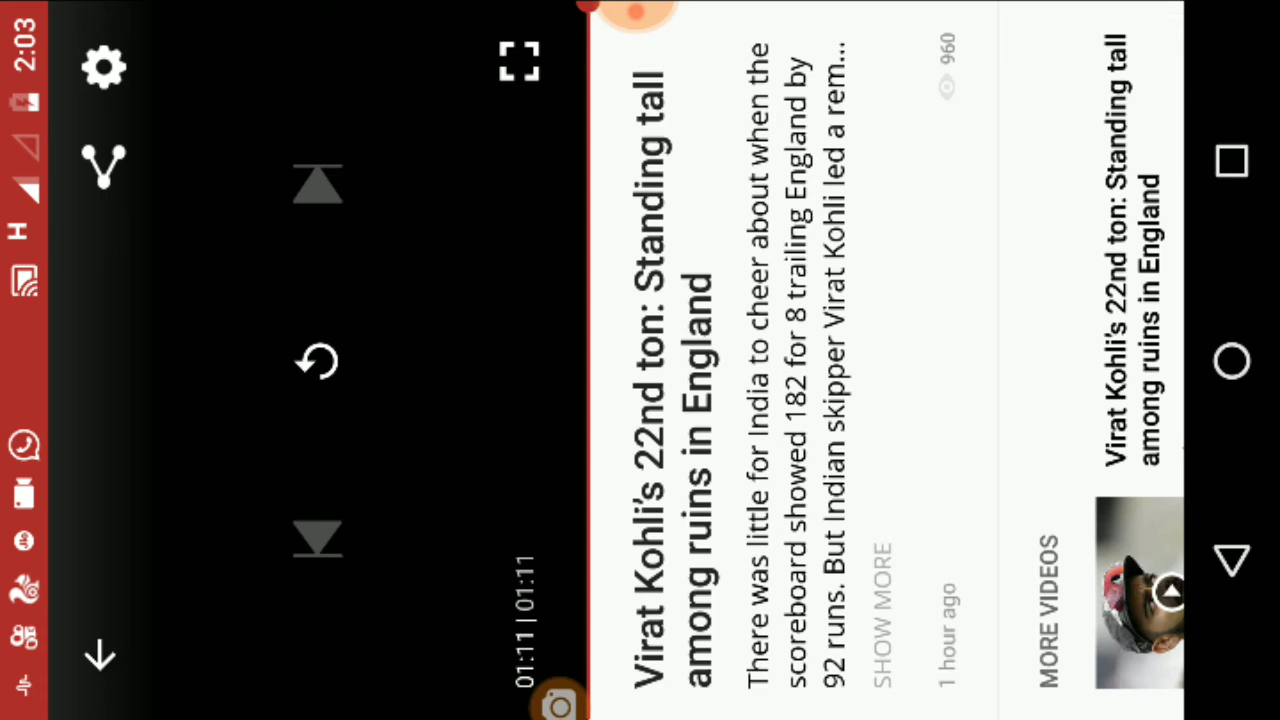 H 2:03
01:11 | 01:11
Virat Kohli's 22nd ton: Standing tall
among ruins in England
There was little for India to cheer about when the
scoreboard showed 182 for 8 trailing England by
92 runs. But Indian skipper Virat Kohli led a rem...
SHOW MORE
1 hour ago 960
MORE VIDEOS
Virat Kohli's 22nd ton: Standing tall
among ruins in England